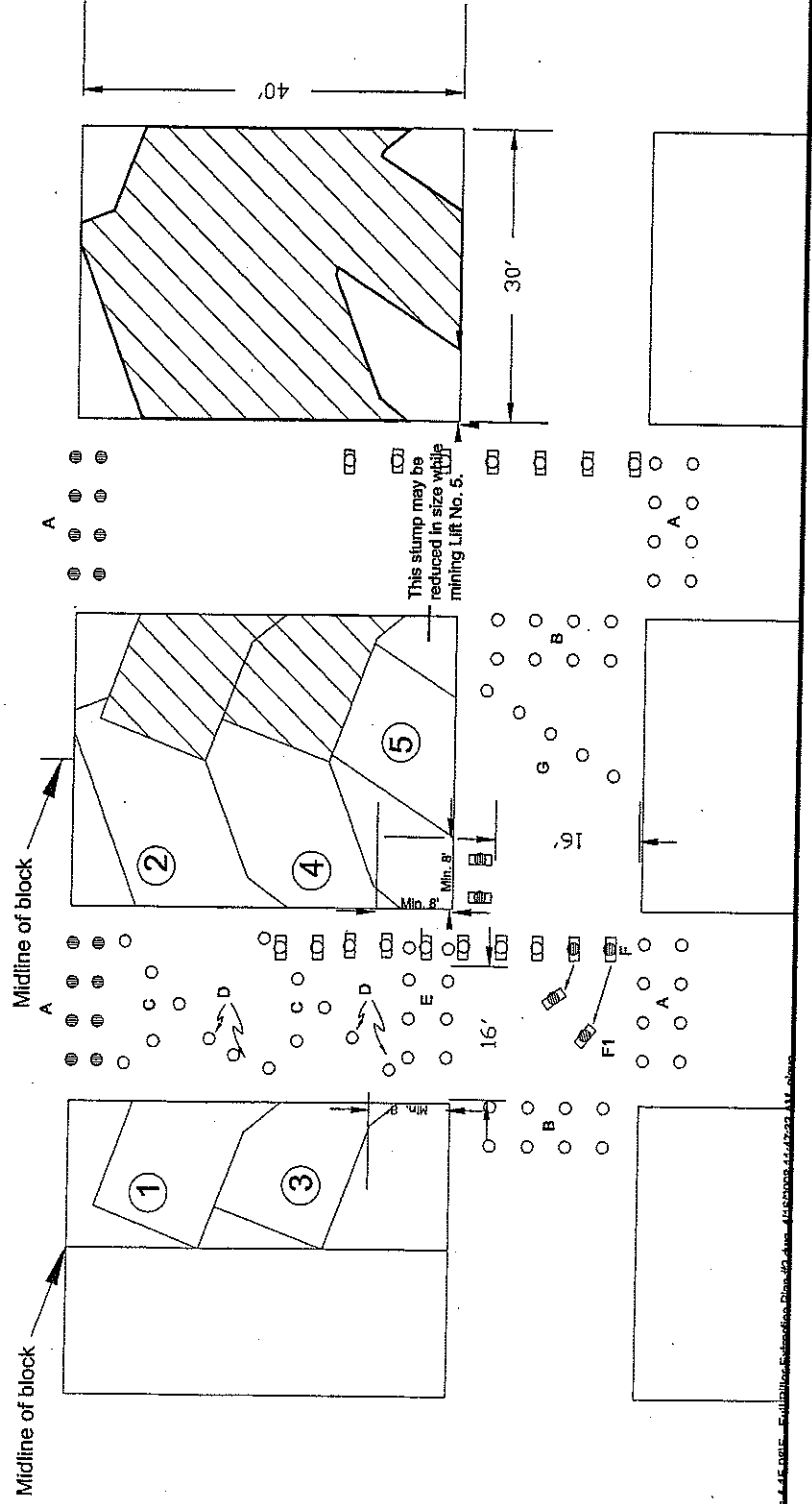 Midline of block
Midline of block
A
A
40'
C
D
C
D
E
16'
F
F1
A
B
1
3
Min. 8'
2
4
5
Min. 8'
Min. 8'
16'
This stump may be
reduced in size while
mining Lift No. 5.
B
G
A
30'